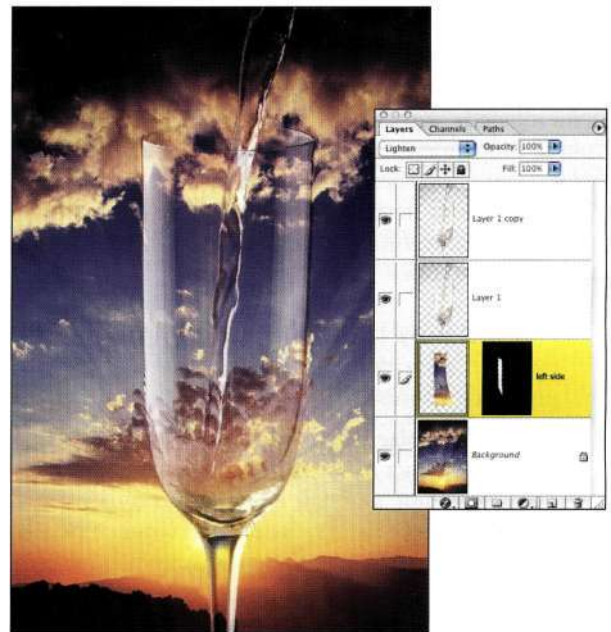 Layers Channels Paths
Lighten Opacity: 100%
Lock: Fill: 100%
Layer 1 copy
Layer 1
left side
Background